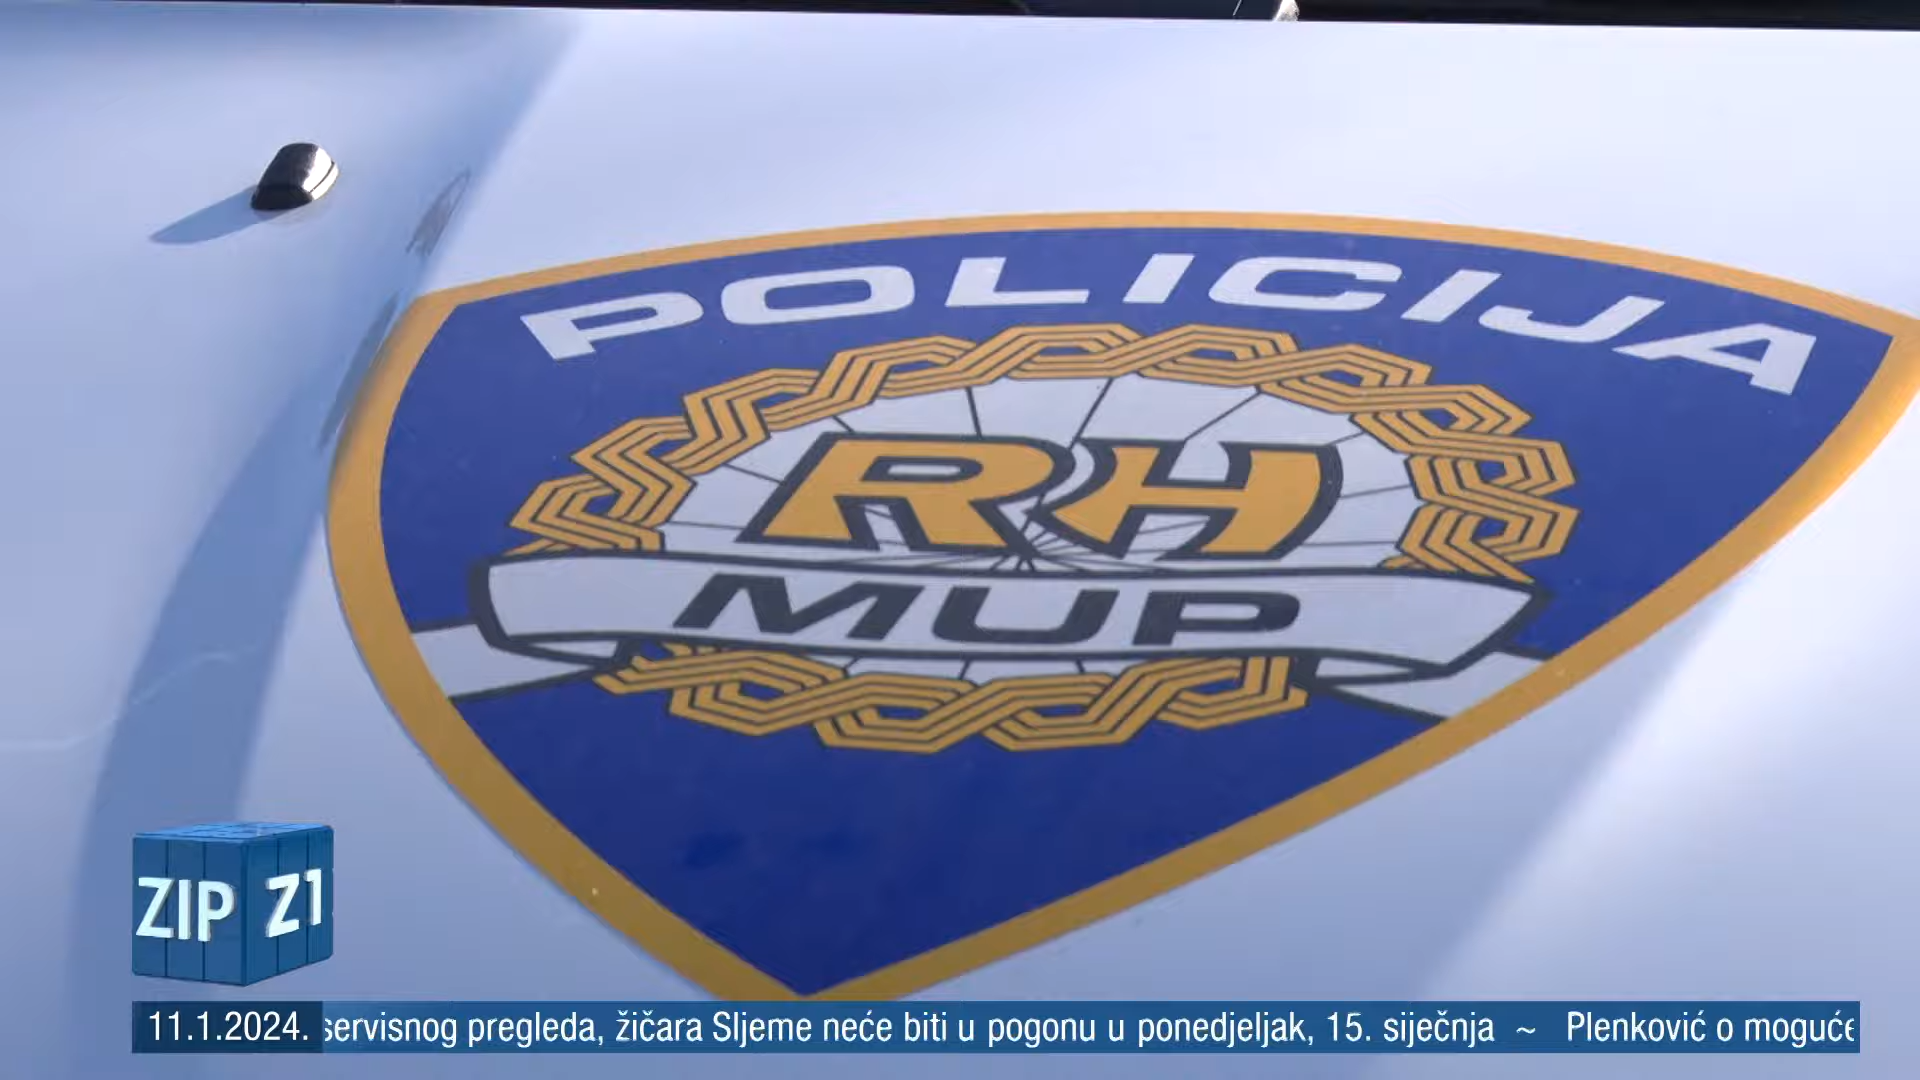 POLICIJA
RH
MUP
ZIP Z1
11.1.2024. servisnog pregleda, žičara Sljeme neće biti u pogonu u ponedjeljak, 15. siječnja ~ Plenković o moguće